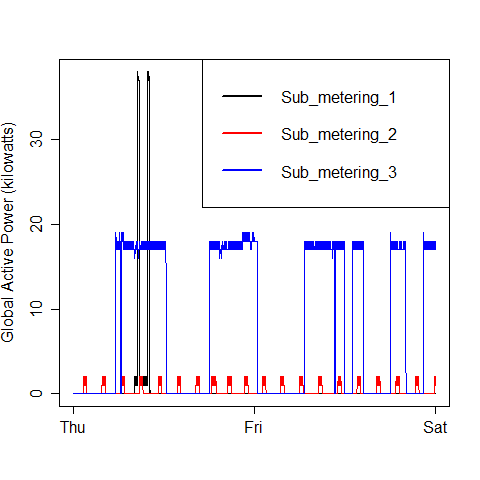 Sub_metering_1
Sub_metering_2
Sub_metering_3
Global Active Power (kilowatts)
30
20
10
0
Thu Fri Sat